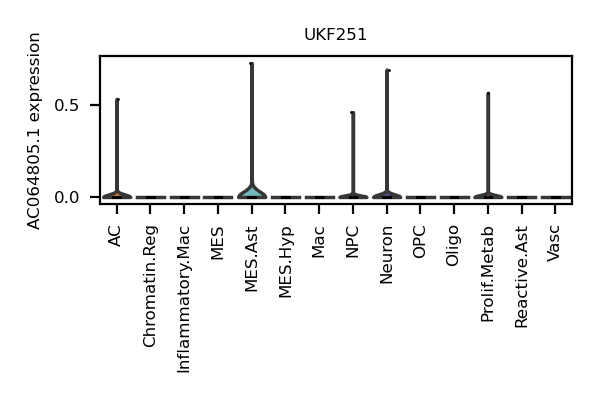 UKF251
AC064805.1 expression
0.5
0.0
AC
Chromatin.Reg
Inflammatory.Mac
MES
MES.Ast
MES.Hyp
Mac
NPC
Neuron
OPC
Oligo
Prolif.Metab
Reactive.Ast
Vasc